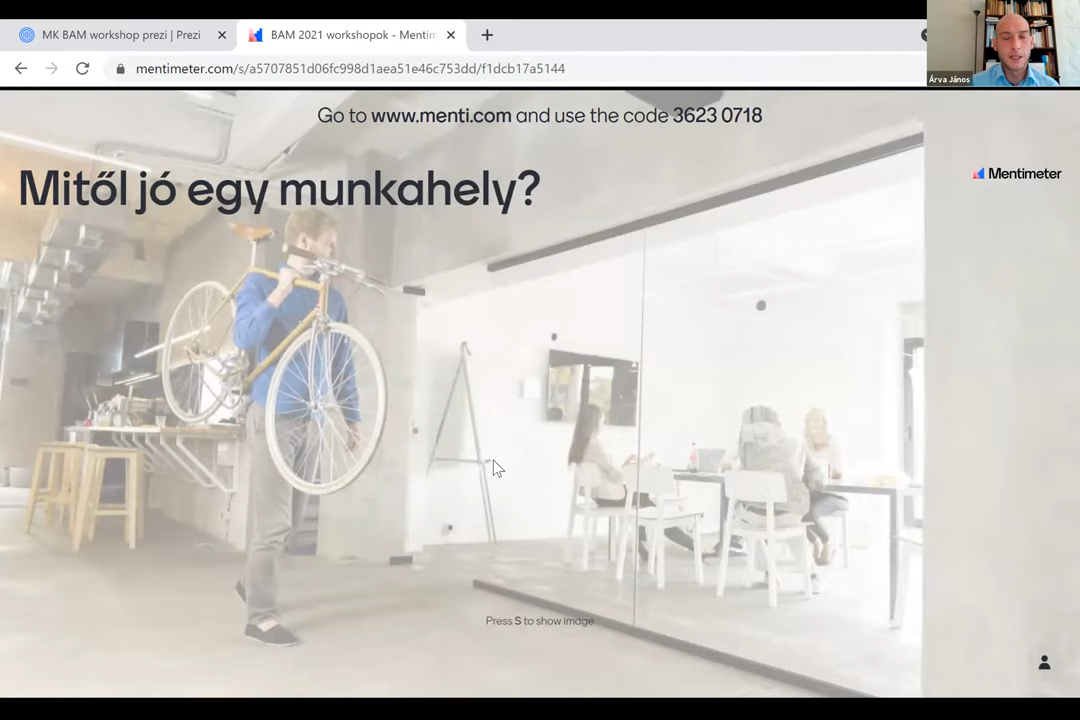 MK BAM workshop prezi | Prezi
BAM 2021 workshopok - Mentim
mentimeter.com/s/a5707851d06fc998d1aea51e46c753dd/f1dcb17a5144
Árva János
Go to www.menti.com and use the code 3623 0718
Mitől jó egy munkahely?
Mentimeter
Press S to show image